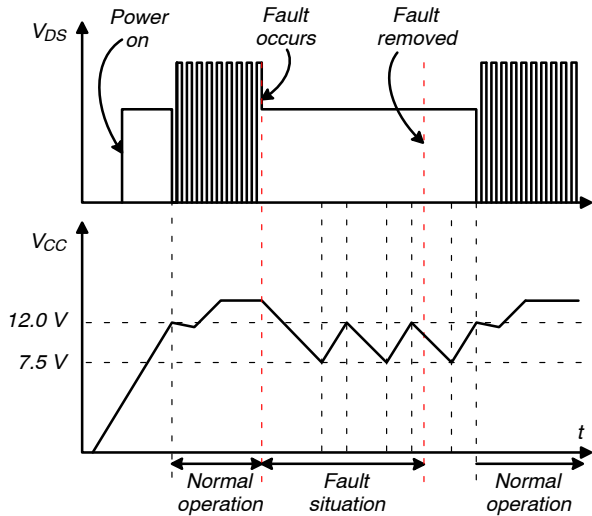 Power
on
Fault
occurs
Fault
removed
VDS
VCC
12.0 V
7.5 V
t
Normal
operation
Fault
situation
Normal
operation